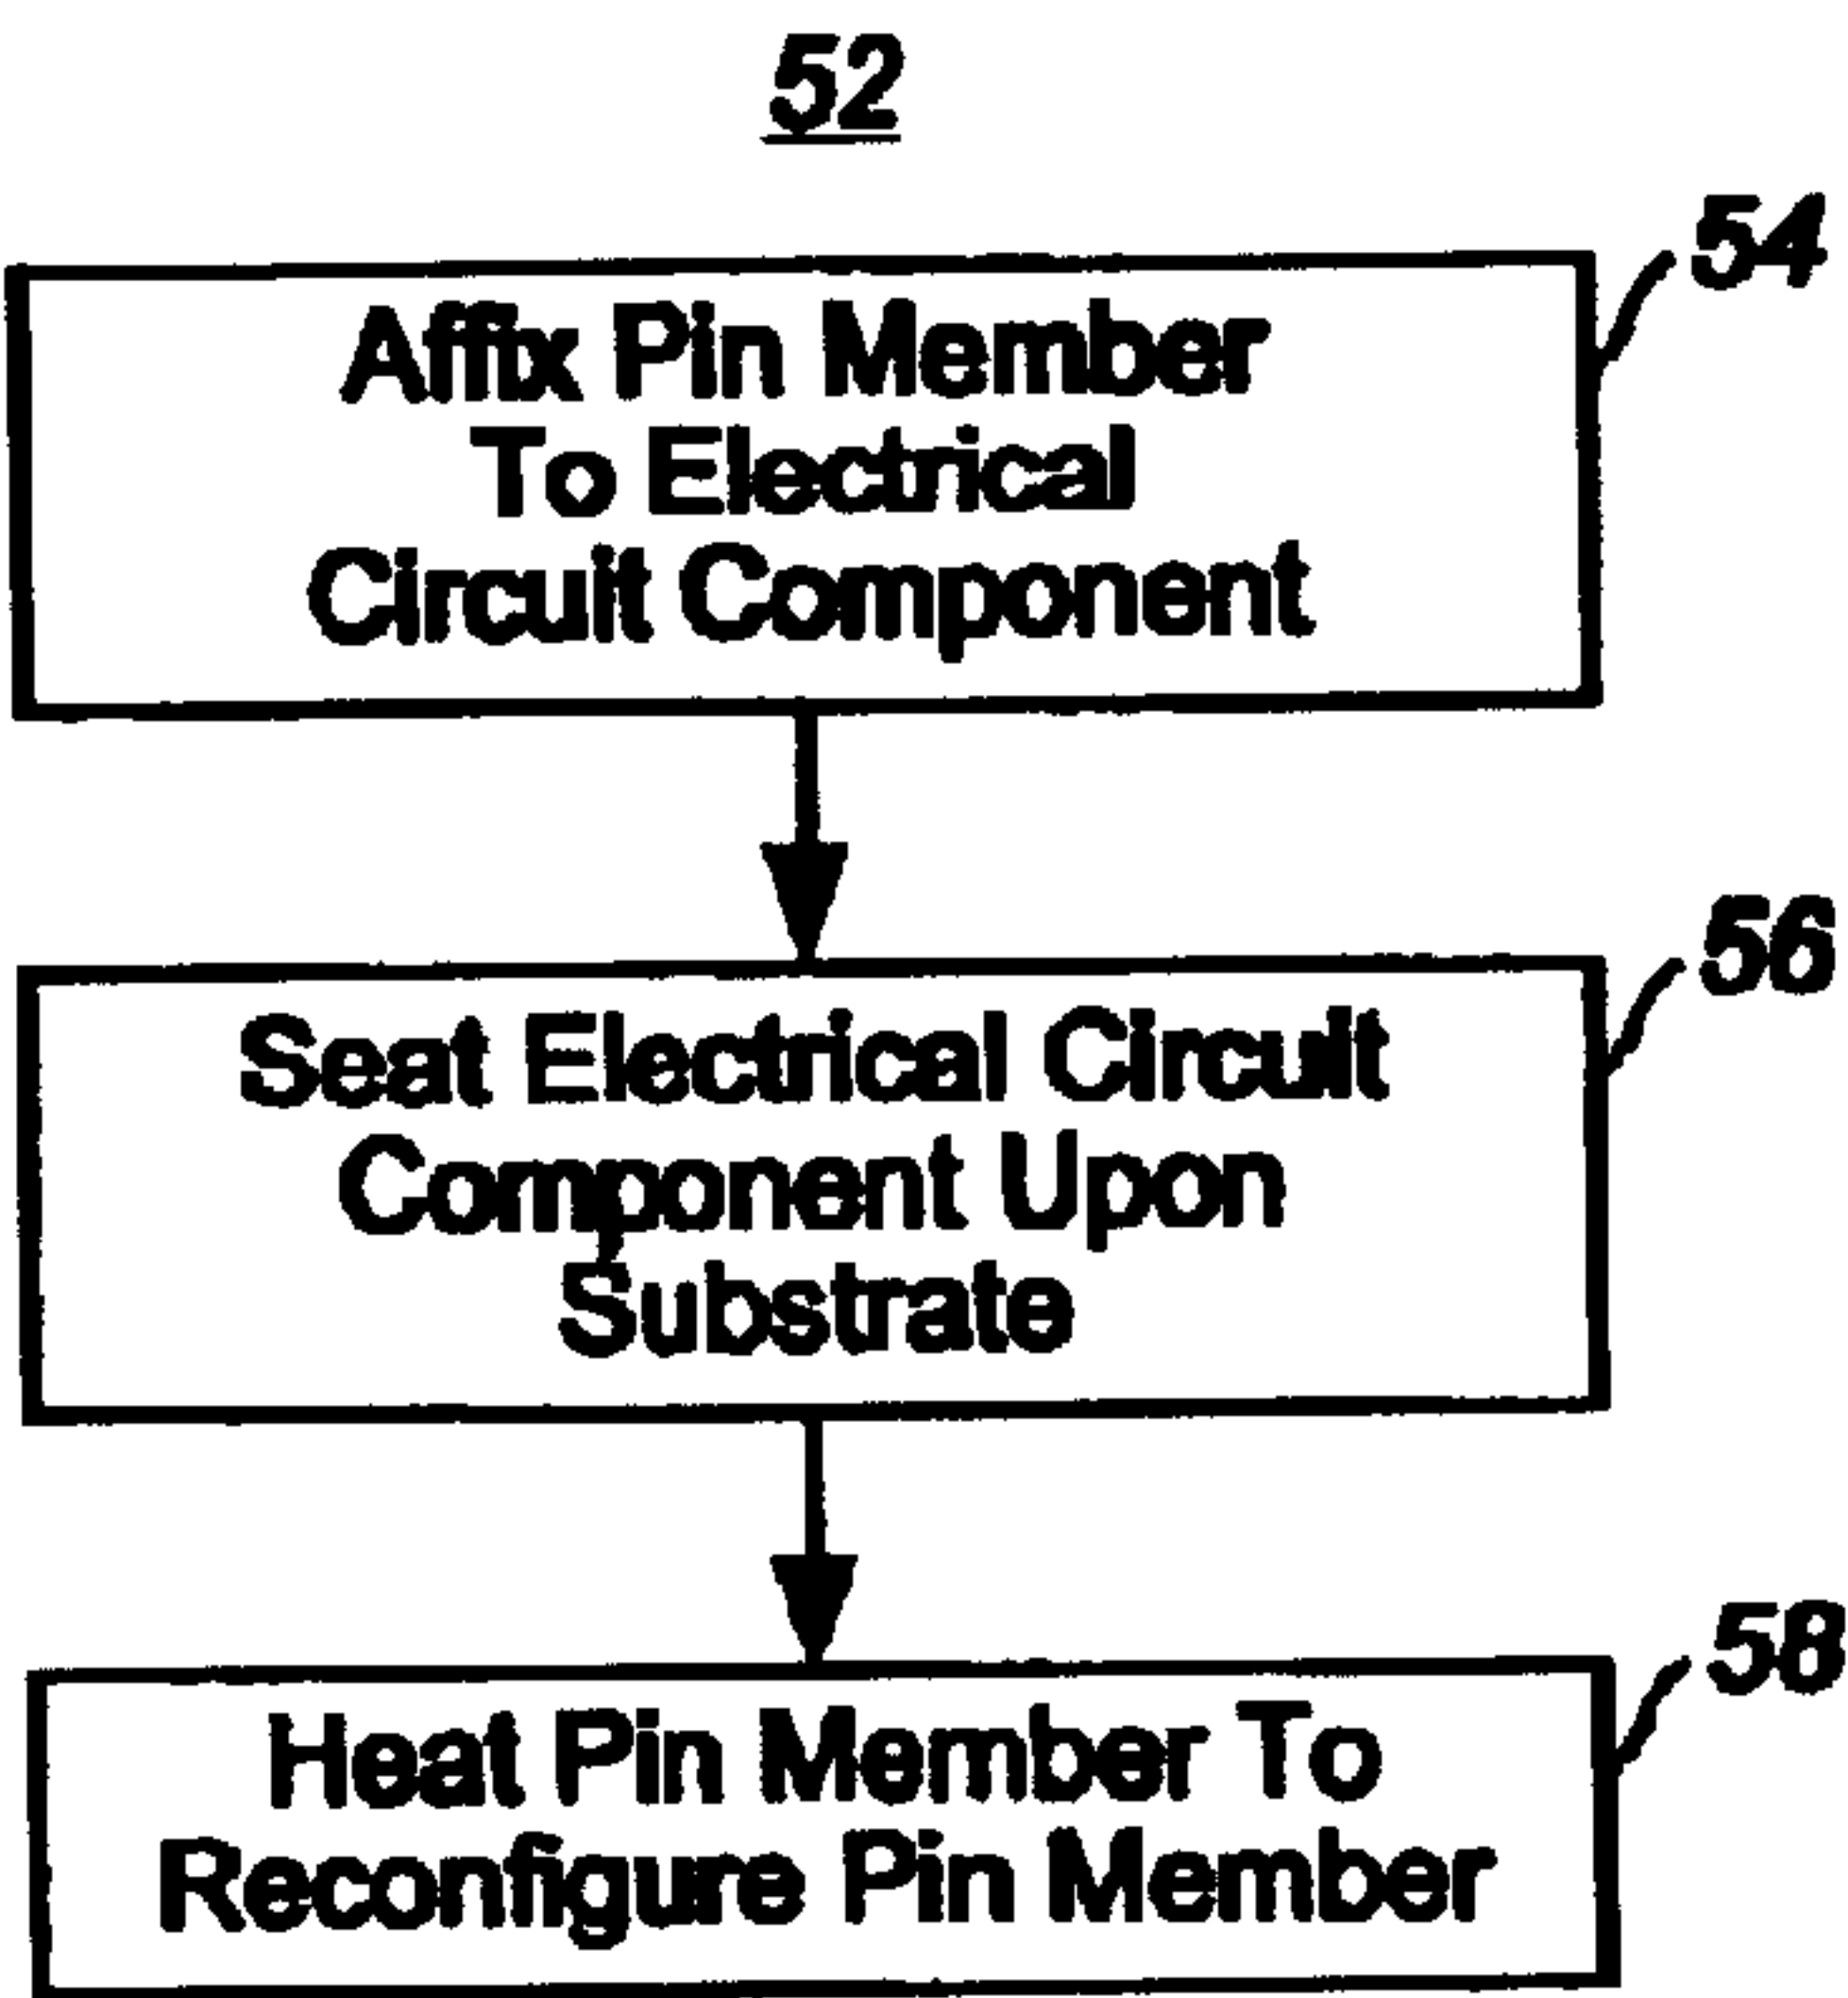 52
54
Affix Pin Member
To Electrical
Circuit Component
56
Seat Electrical Circuit
Component Upon
Substrate
58
Heat Pin Member To
Reconfigure Pin Member